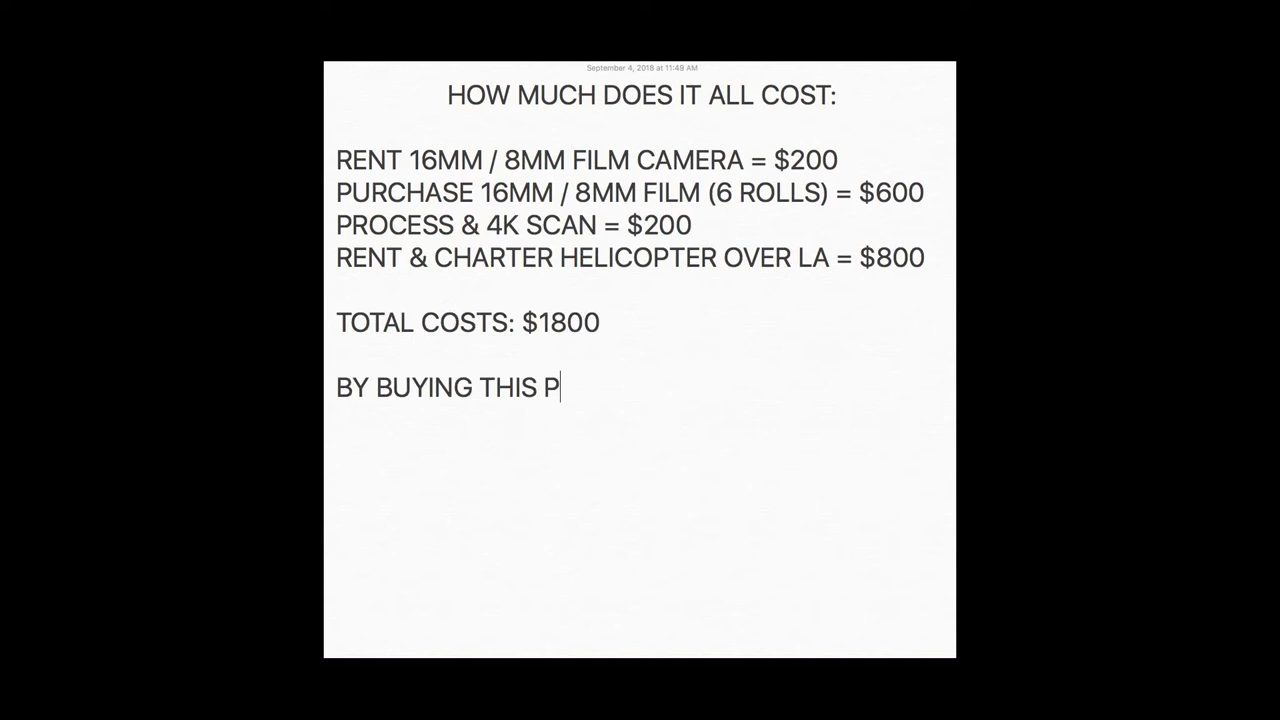 September 4, 2018 at 11:49 AM
HOW MUCH DOES IT ALL COST:
RENT 16MM / 8MM FILM CAMERA = $200
PURCHASE 16MM / 8MM FILM (6 ROLLS) = $600
PROCESS & 4K SCAN = $200
RENT & CHARTER HELICOPTER OVER LA = $800
TOTAL COSTS: $1800
BY BUYING THIS P